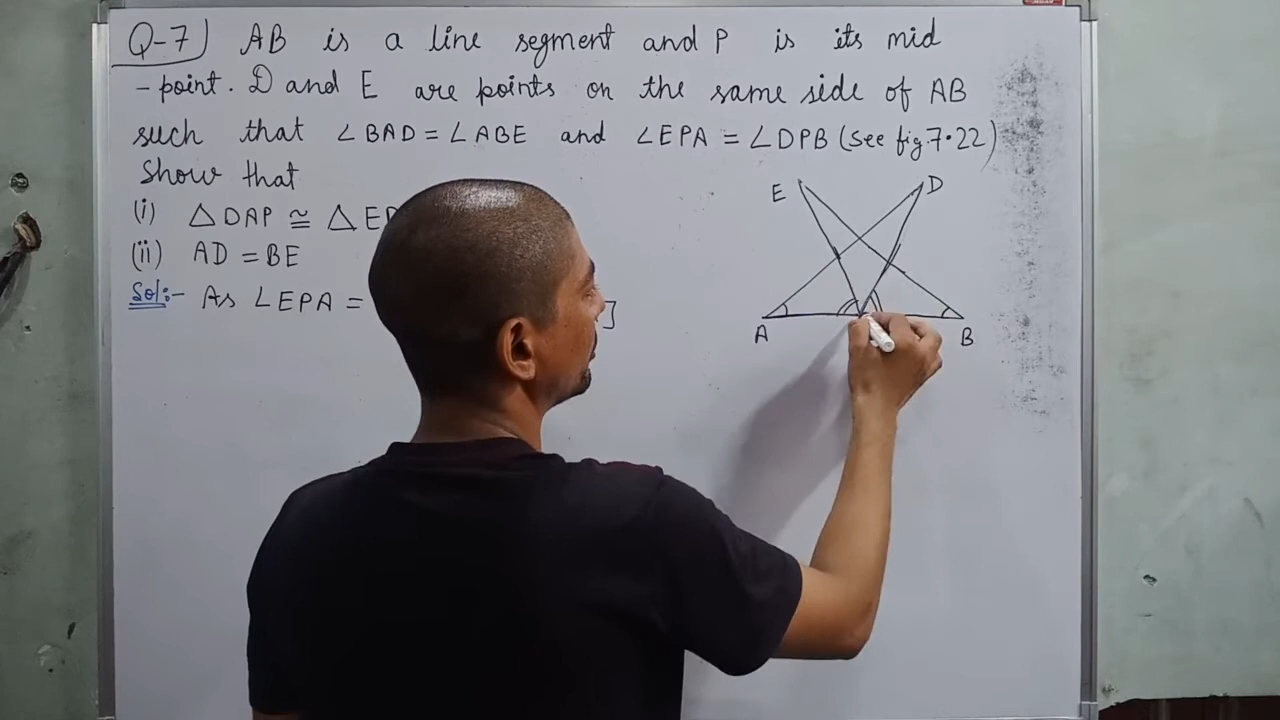 Q-7) AB is a line segment and P is its mid
-point. D and E are points on the same side of AB
such that ∠BAD = ∠ABE and ∠EPA = ∠DPB (see fig 7.22)
Show that
(i) △DAP ≅ △E
(ii) AD = BE
Sol:- As ∠EPA = ]
E D
A B